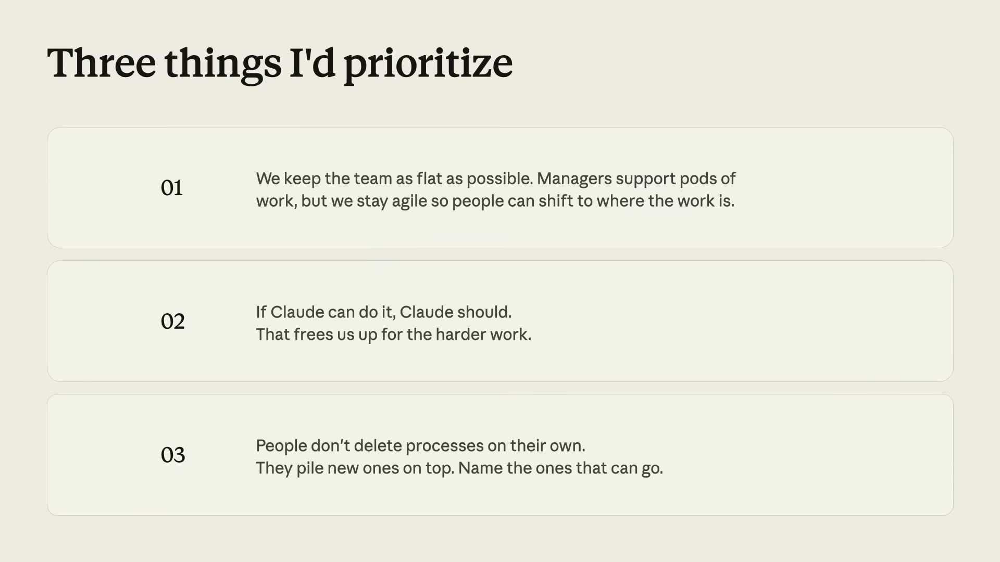 Three things I'd prioritize
01
We keep the team as flat as possible. Managers support pods of
work, but we stay agile so people can shift to where the work is.
02
If Claude can do it, Claude should.
That frees us up for the harder work.
03
People don't delete processes on their own.
They pile new ones on top. Name the ones that can go.